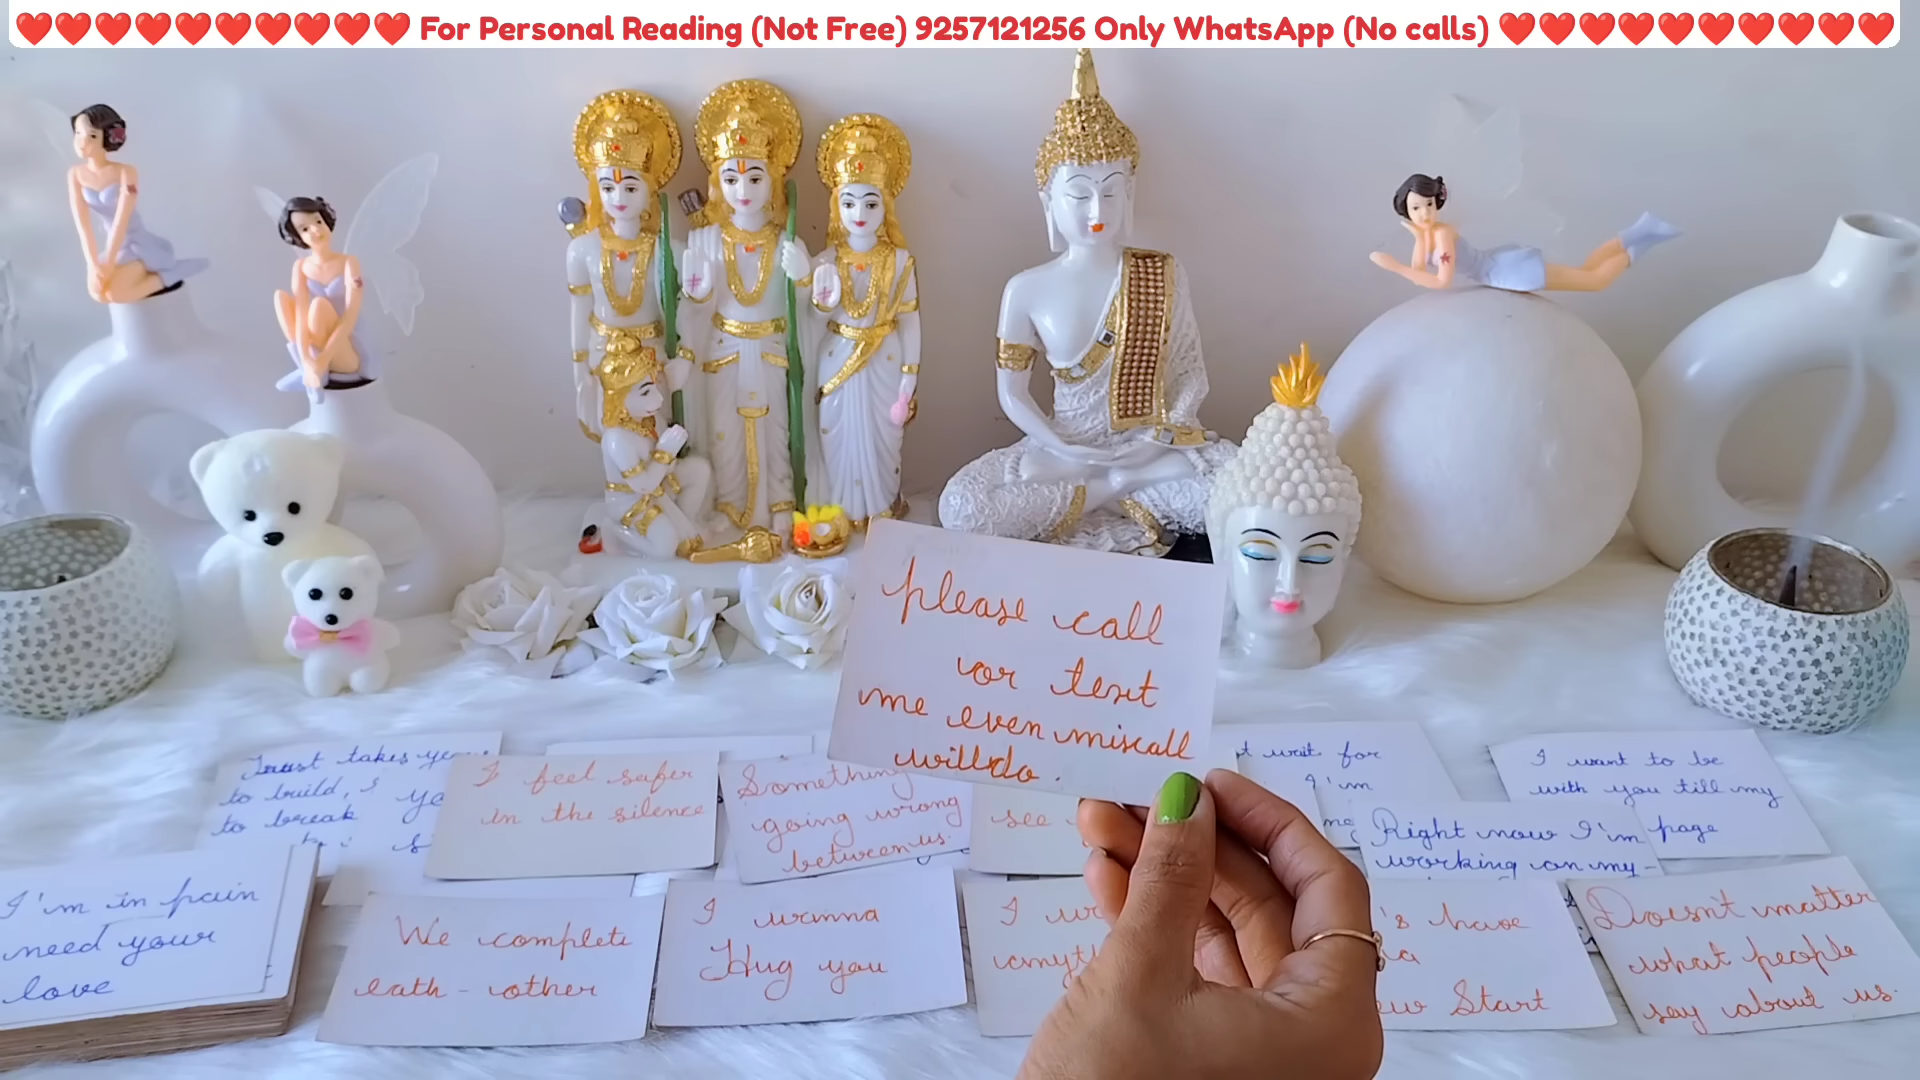 ❤️❤️❤️❤️❤️❤️❤️❤️❤️❤️ For Personal Reading (Not Free) 9257121256 Only WhatsApp (No calls) ❤️❤️❤️❤️❤️❤️❤️❤️❤️❤️
please call
or text
me even miscall
will do.
Trust takes
to build,
to break
I feel safer
in the silence
Something
going wrong
between us.
see
wait for
I'm
I want to be
with you till my
page
Right now I'm
working on my-
I'm in pain
need your
love
We complete
eath-other
I wanna
Hug you
I
's have
a
ew Start
Doesn't matter
what people
say about us.